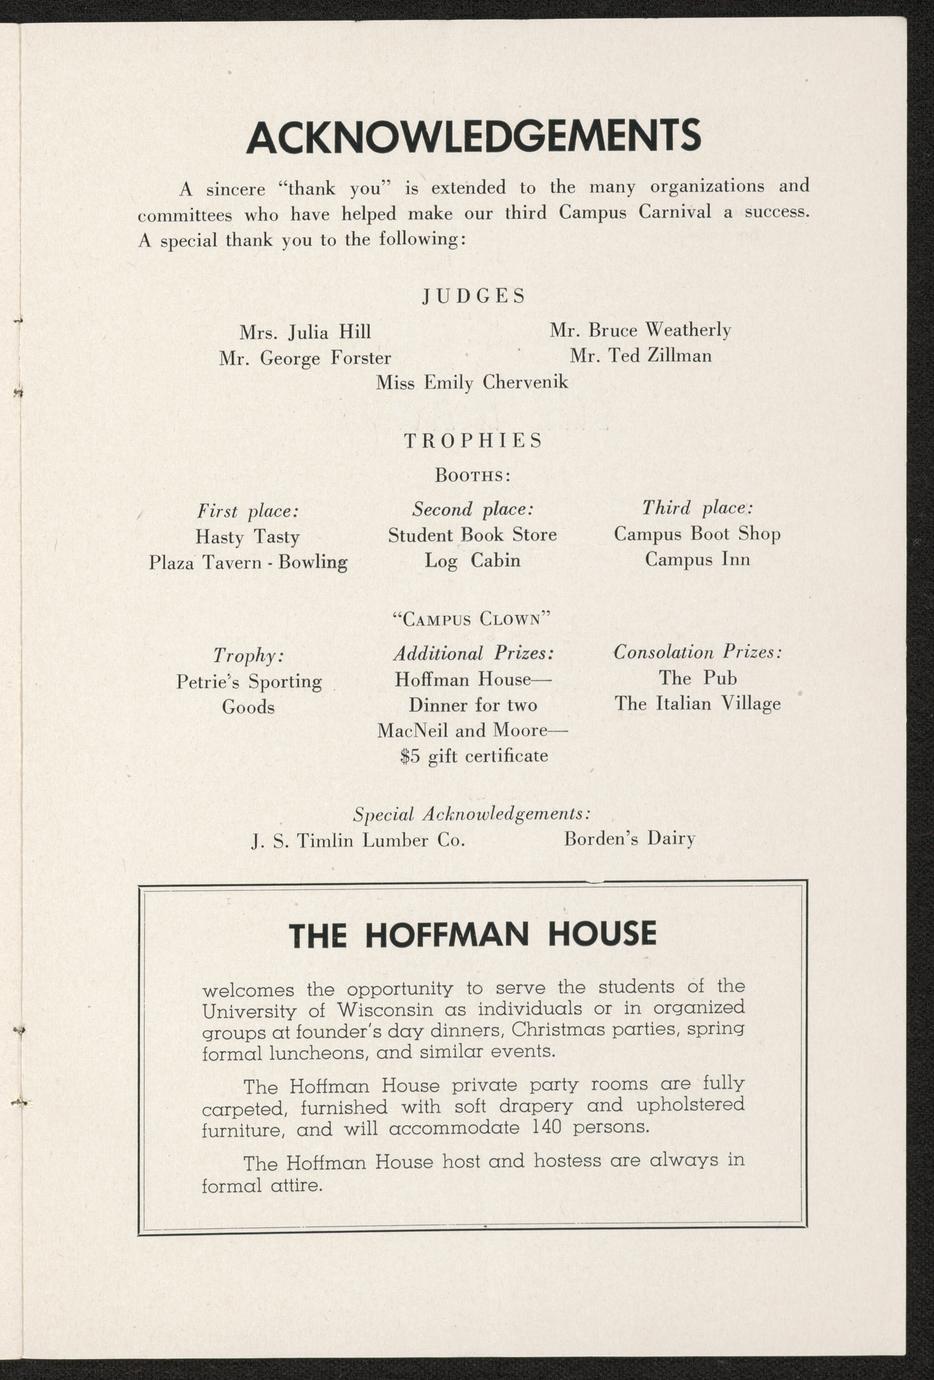 ACKNOWLEDGEMENTS
A sincere “thank you” is extended to the many organizations and
committees who have helped make our third Campus Carnival a success.
A special thank you to the following:
JUDGES
Mrs. Julia Hill Mr. Bruce Weatherly
Mr. George Forster Mr. Ted Zillman
Miss Emily Chervenik
TROPHIES
BOOTHS:
First place: Second place: Third place:
Hasty Tasty Student Book Store Campus Boot Shop
Plaza Tavern - Bowling Log Cabin Campus Inn
“CAMPUS CLOWN”
Trophy: Additional Prizes: Consolation Prizes:
Petrie’s Sporting Hoffman House— The Pub
Goods Dinner for two The Italian Village
MacNeil and Moore—
$5 gift certificate
Special Acknowledgements:
J. S. Timlin Lumber Co. Borden’s Dairy
THE HOFFMAN HOUSE
welcomes the opportunity to serve the students of the
University of Wisconsin as individuals or in organized
groups at founder’s day dinners, Christmas parties, spring
formal luncheons, and similar events.
The Hoffman House private party rooms are fully
carpeted, furnished with soft drapery and upholstered
furniture, and will accommodate 140 persons.
The Hoffman House host and hostess are always in
formal attire.